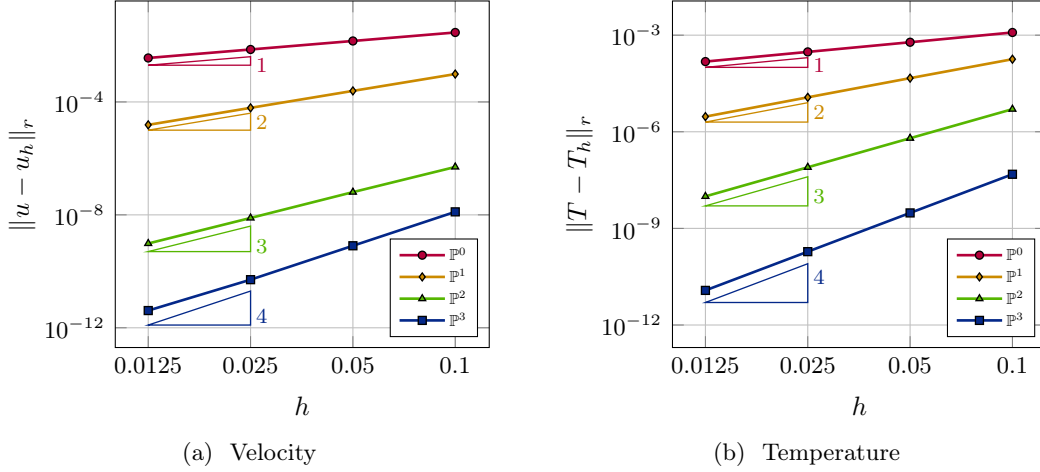 10^{-4}
10^{-8}
10^{-12}
‖u − u_h‖_r
1
2
3
4
ℙ^0
ℙ^1
ℙ^2
ℙ^3
0.0125 0.025 0.05 0.1
h
(a) Velocity
10^{-3}
10^{-6}
10^{-9}
10^{-12}
‖T − T_h‖_r
1
2
3
4
ℙ^0
ℙ^1
ℙ^2
ℙ^3
0.0125 0.025 0.05 0.1
h
(b) Temperature